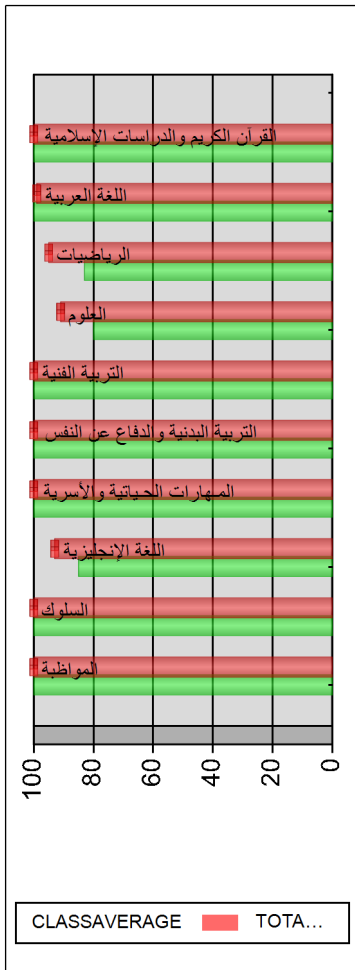 القرآن الكريم والدراسات الإسلامية
اللغة العربية
الرياضيات
العلوم
التربية الفنية
التربية البدنية والدفاع عن النفس
المهارات الحياتية والأسرية
اللغة الإنجليزية
السلوك
المواظبة
100 80 60 40 20 0
CLASSAVERAGE TOTA...